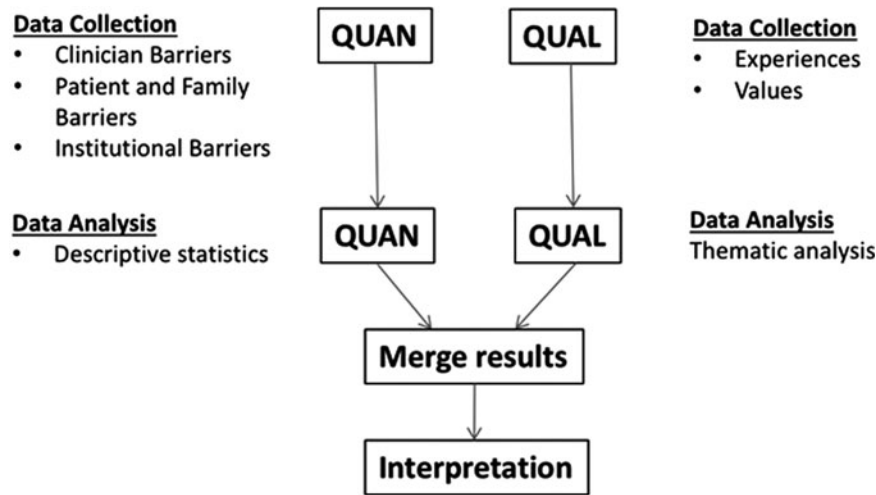 Data Collection
• Clinician Barriers
• Patient and Family
Barriers
• Institutional Barriers
QUAN
QUAL
Data Collection
• Experiences
• Values
Data Analysis
• Descriptive statistics
QUAN
QUAL
Data Analysis
Thematic analysis
Merge results
Interpretation